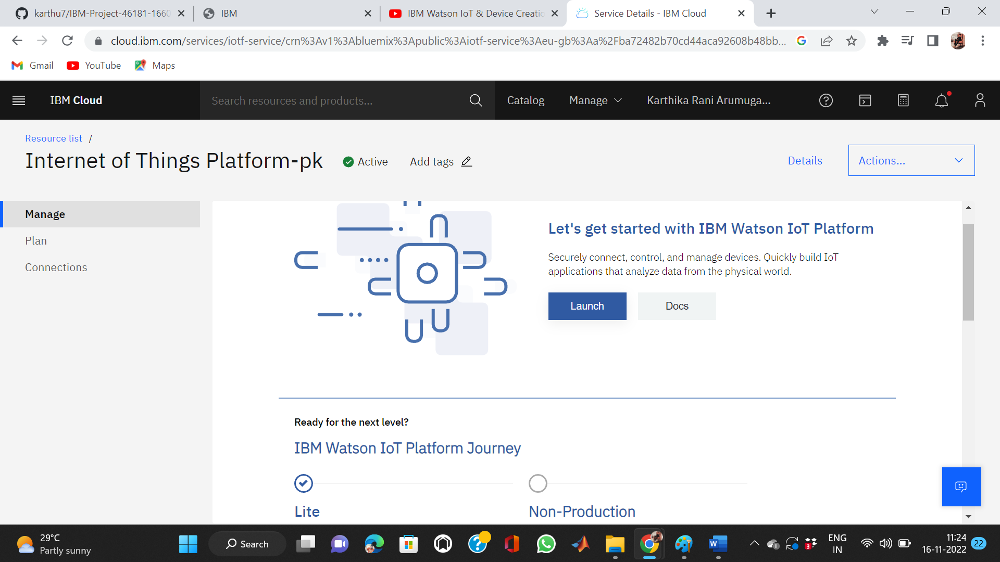 karthu7/IBM-Project-46181-1660
IBM
IBM Watson IoT & Device Creatio
Service Details - IBM Cloud
cloud.ibm.com/services/iotf-service/crn%3Av1%3Abluemix%3Apublic%3Aiotf-service%3Aeu-gb%3Aa%2Fba72482b70cd44aca92608b48bb...
Gmail
YouTube
Maps
IBM Cloud
Search resources and products...
Catalog
Manage
Karthika Rani Arumuga...
Resource list /
Internet of Things Platform-pk
Active
Add tags
Details
Actions...
Manage
Plan
Connections
Let's get started with IBM Watson IoT Platform
Securely connect, control, and manage devices. Quickly build IoT
applications that analyze data from the physical world.
Launch
Docs
Ready for the next level?
IBM Watson IoT Platform Journey
Lite
Non-Production
29°C
Partly sunny
Search
3
ENG
IN
11:24
16-11-2022
22